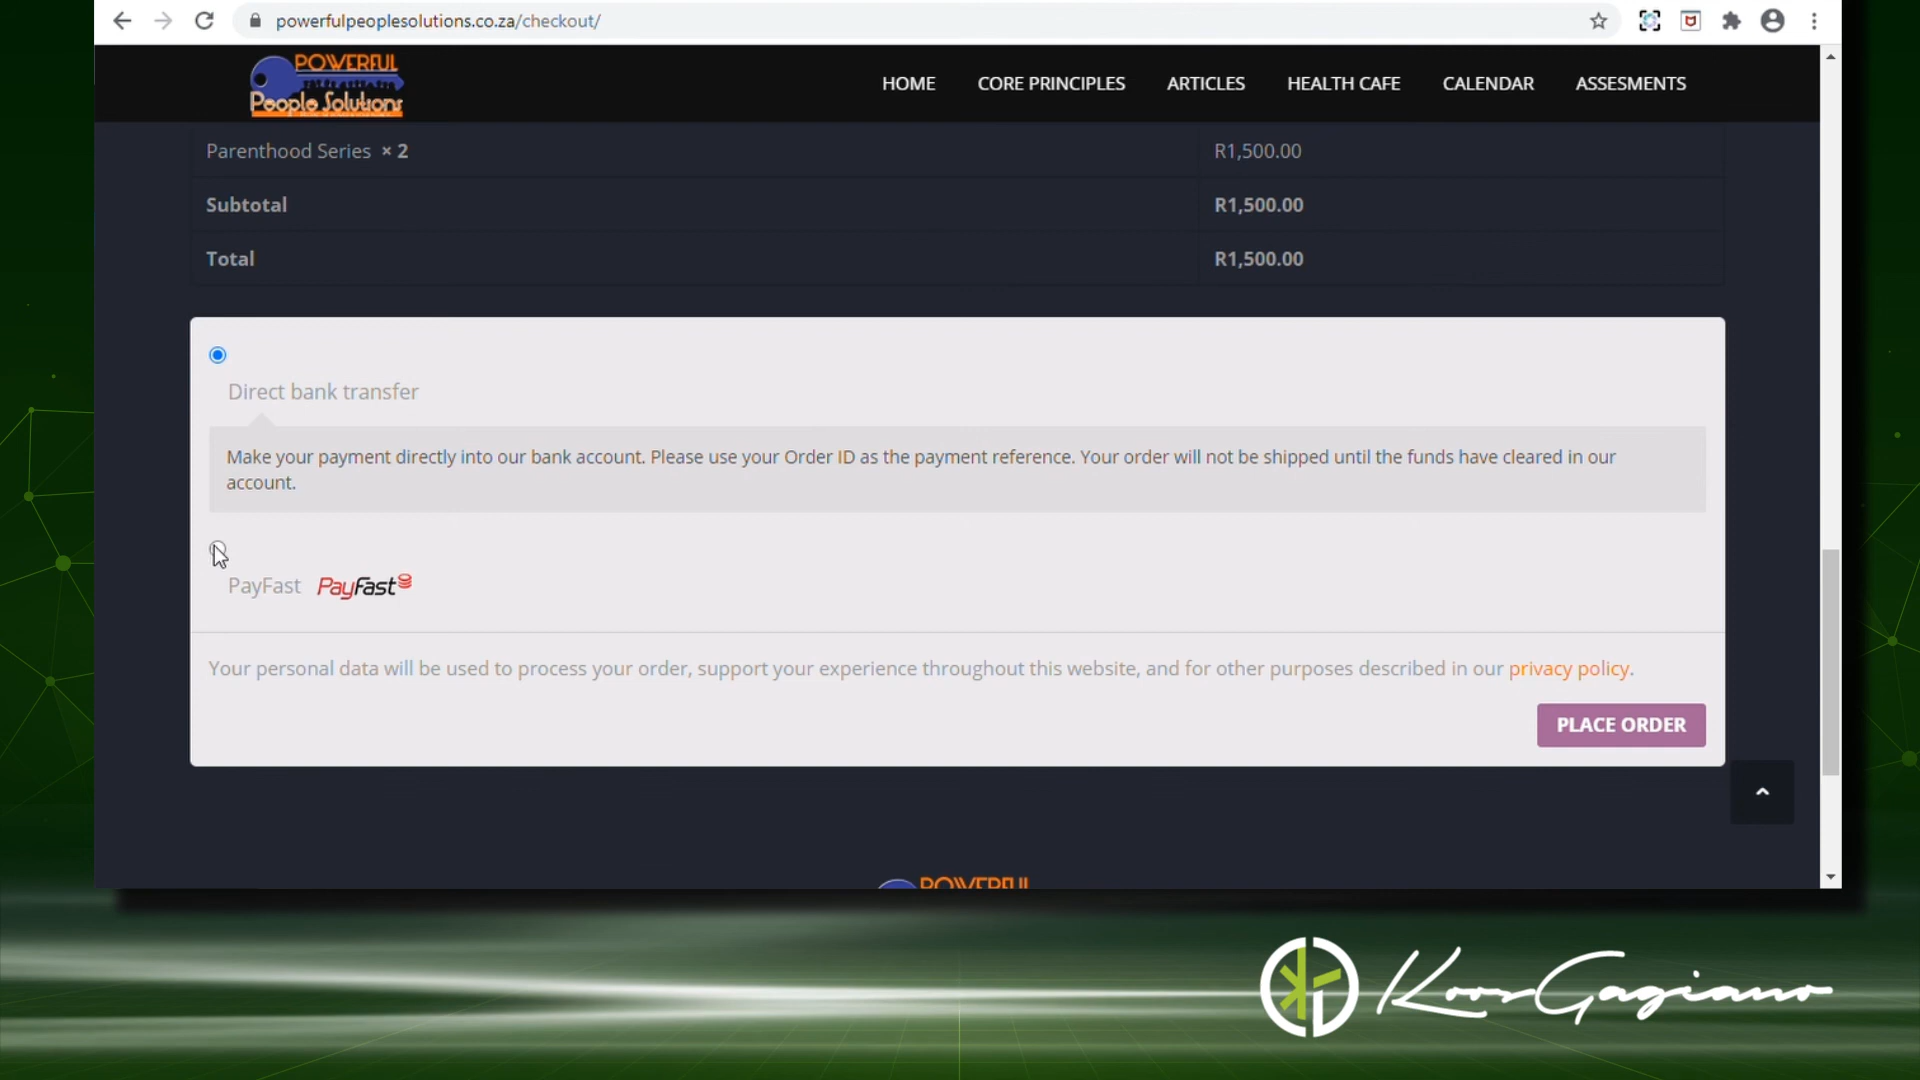 powerfulpeoplesolutions.co.za/checkout/
POWERFUL
People Solutions
HOME CORE PRINCIPLES ARTICLES HEALTH CAFE CALENDAR ASSESMENTS
Parenthood Series × 2 R1,500.00
Subtotal R1,500.00
Total R1,500.00
Direct bank transfer
Make your payment directly into our bank account. Please use your Order ID as the payment reference. Your order will not be shipped until the funds have cleared in our
account.
PayFast PayFast
Your personal data will be used to process your order, support your experience throughout this website, and for other purposes described in our privacy policy.
PLACE ORDER
POWERFUL
Koos Gagiano